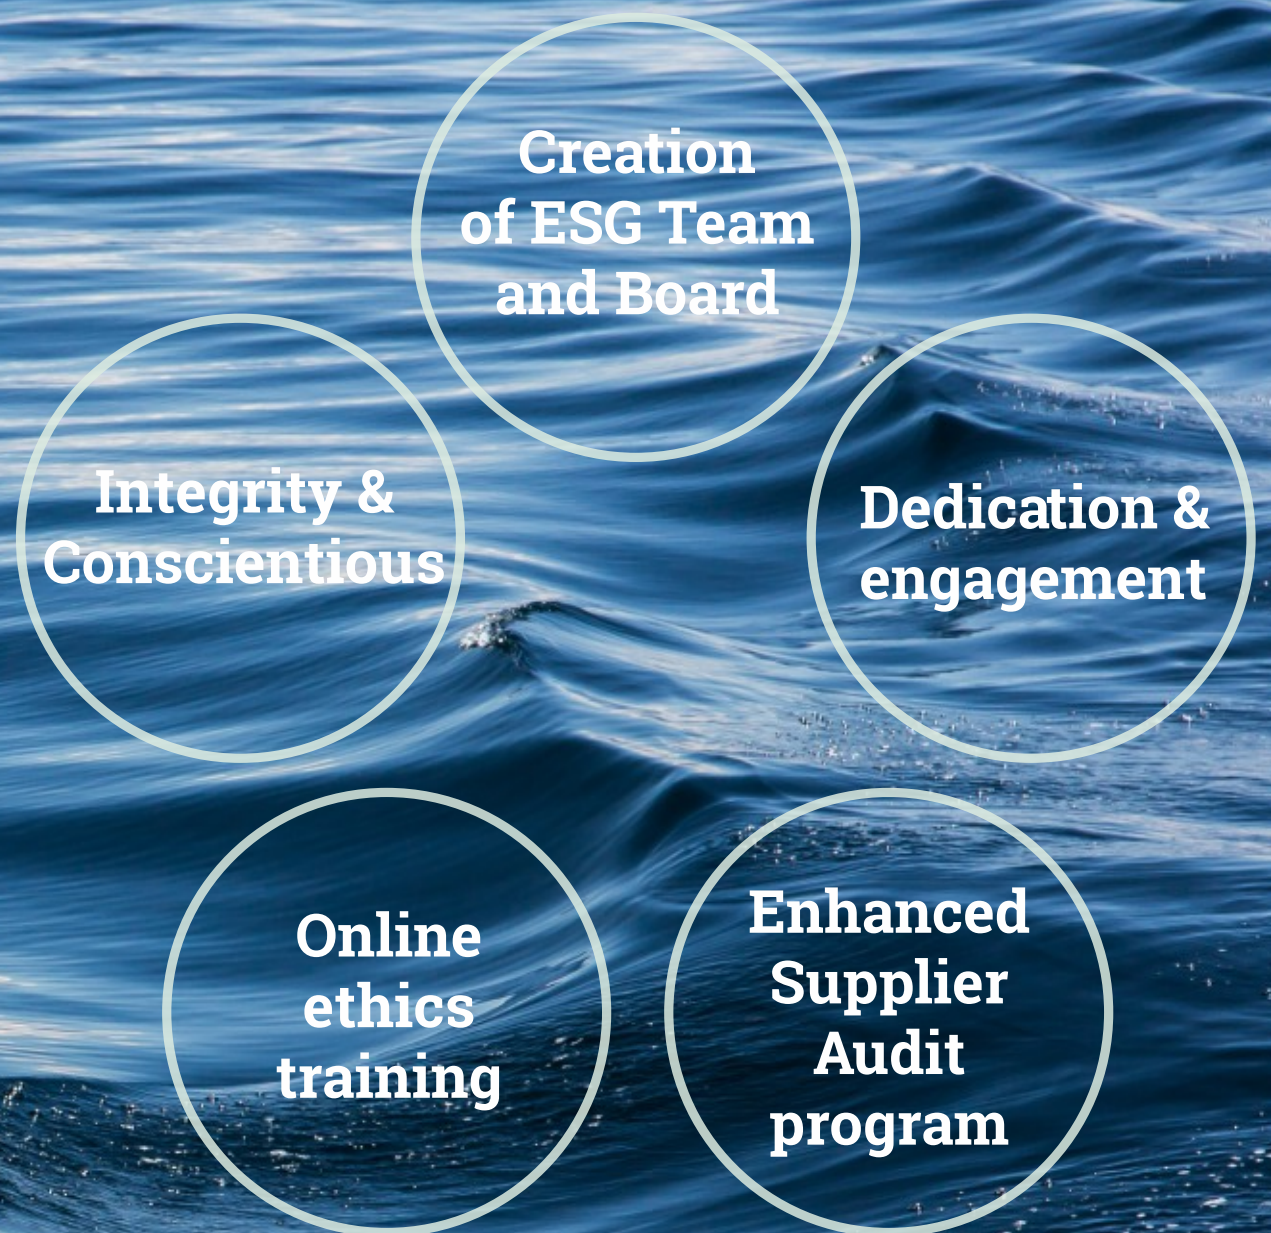 Creation
of ESG Team
and Board
Integrity &
Conscientious
Dedication &
engagement
Online
ethics
training
Enhanced
Supplier
Audit
program